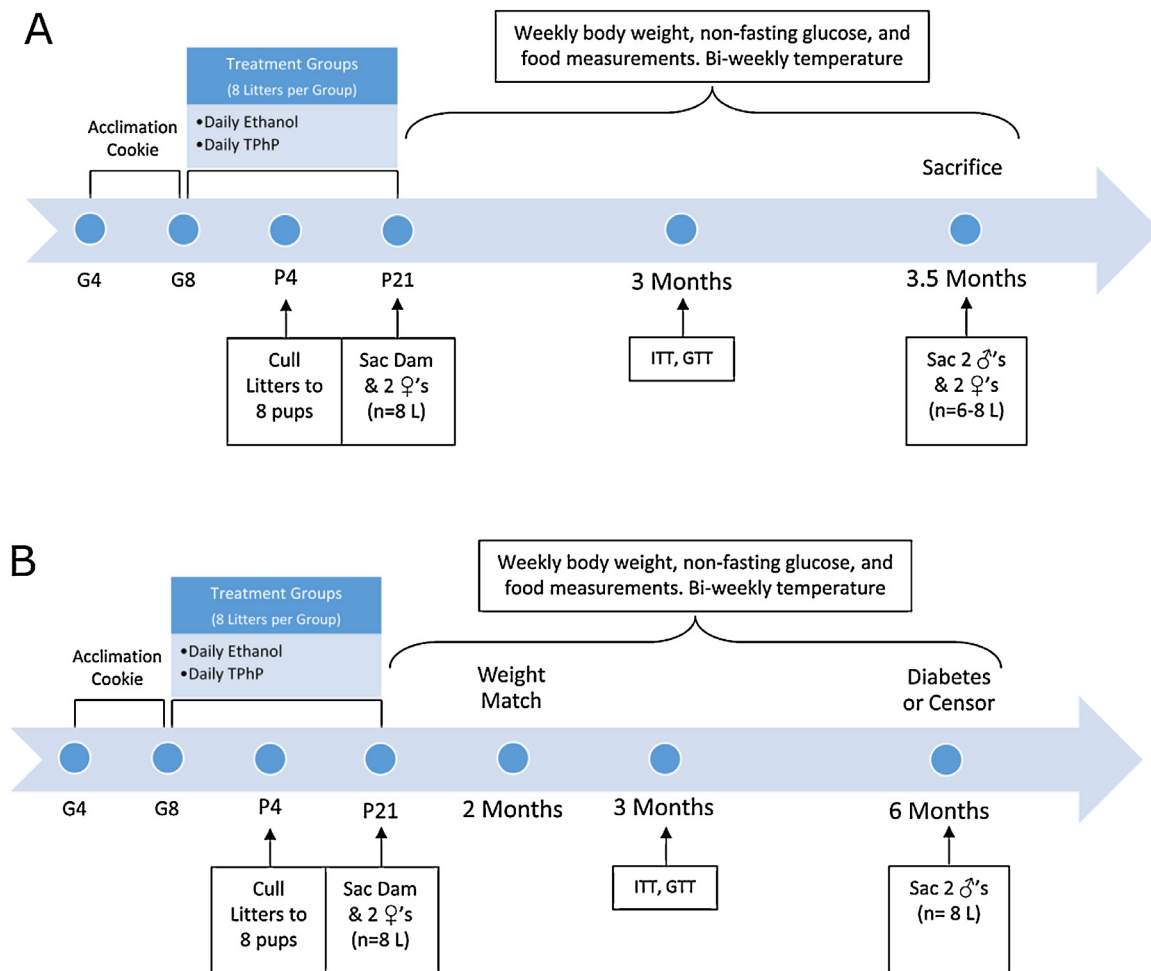 A
Weekly body weight, non-fasting glucose, and
food measurements. Bi-weekly temperature
Treatment Groups
(8 Litters per Group)
•Daily Ethanol
•Daily TPhP
Acclimation
Cookie
Sacrifice
G4
G8
P4
P21
3 Months
3.5 Months
Cull
Litters to
8 pups
Sac Dam
& 2 ♀'s
(n=8 L)
ITT, GTT
Sac 2 ♂'s
& 2 ♀'s
(n=6-8 L)
B
Weekly body weight, non-fasting glucose, and
food measurements. Bi-weekly temperature
Treatment Groups
(8 Litters per Group)
•Daily Ethanol
•Daily TPhP
Acclimation
Cookie
Weight
Match
Diabetes
or Censor
G4
G8
P4
P21
2 Months
3 Months
6 Months
Cull
Litters to
8 pups
Sac Dam
& 2 ♀'s
(n=8 L)
ITT, GTT
Sac 2 ♂'s
(n= 8 L)